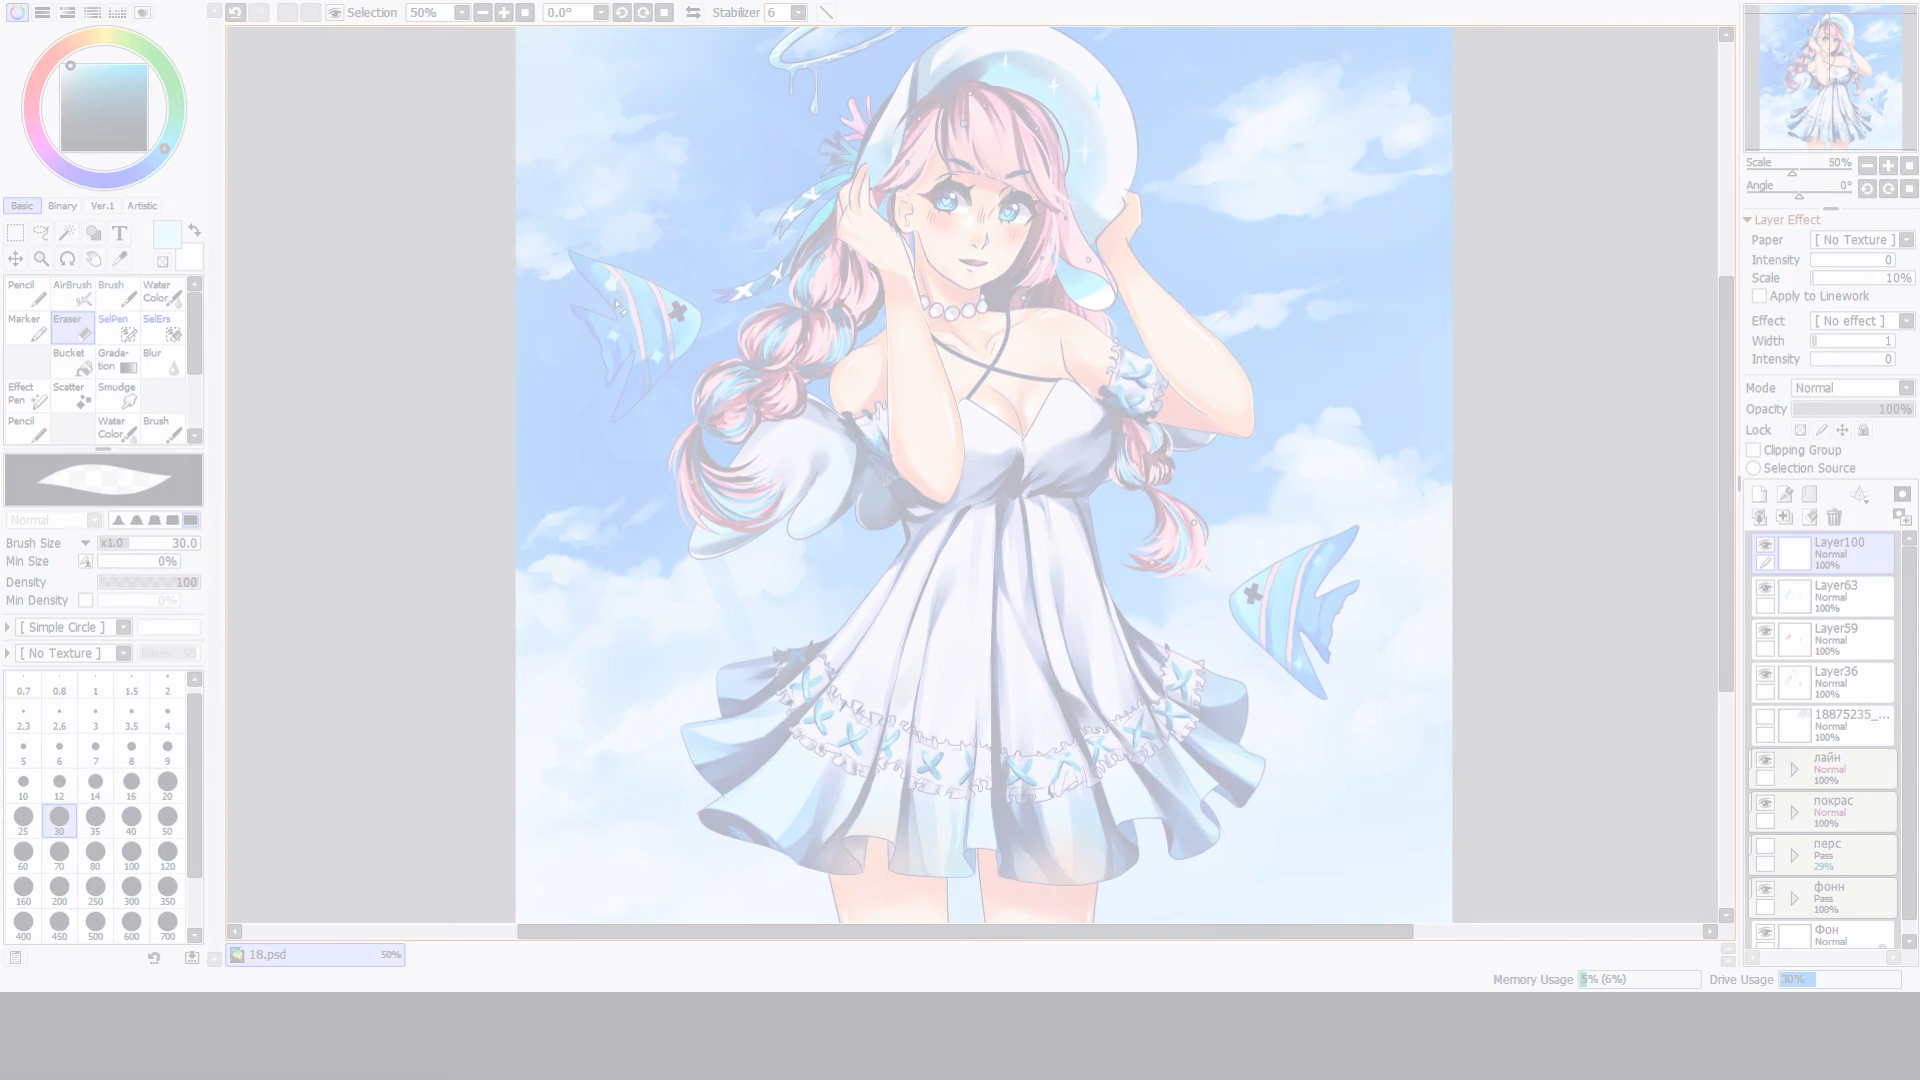 Selection 50% 0.0° Stabilizer 6
Basic Binary Ver.1 Artistic
Pencil AirBrush Brush Water Color
Marker Eraser SelPen SelErs
Bucket Grada-tion Blur
Effect Pen Scatter Smudge
Pencil Water Color Brush
Normal
Brush Size x1.0 30.0
Min Size 0%
Density 100
Min Density 0%
[ Simple Circle ]
[ No Texture ] 95
0.7 0.8 1 1.5 2
2.3 2.6 3 3.5 4
5 6 7 8 9
10 12 14 16 20
25 30 35 40 50
60 70 80 100 120
160 200 250 300 350
400 450 500 600 700
18.psd 50%
Memory Usage 5% (6%) Drive Usage 30%
Scale 50%
Angle 0°
Layer Effect
Paper [ No Texture ]
Intensity 0
Scale 10%
Apply to Linework
Effect [ No effect ]
Width 1
Intensity 0
Mode Normal
Opacity 100%
Lock
Clipping Group
Selection Source
Layer100
Normal
100%
Layer63
Normal
100%
Layer59
Normal
100%
Layer36
Normal
100%
18875235_...
Normal
100%
лайн
Normal
100%
покрас
Normal
100%
перс
Pass
29%
фонн
Pass
100%
Фон
Normal